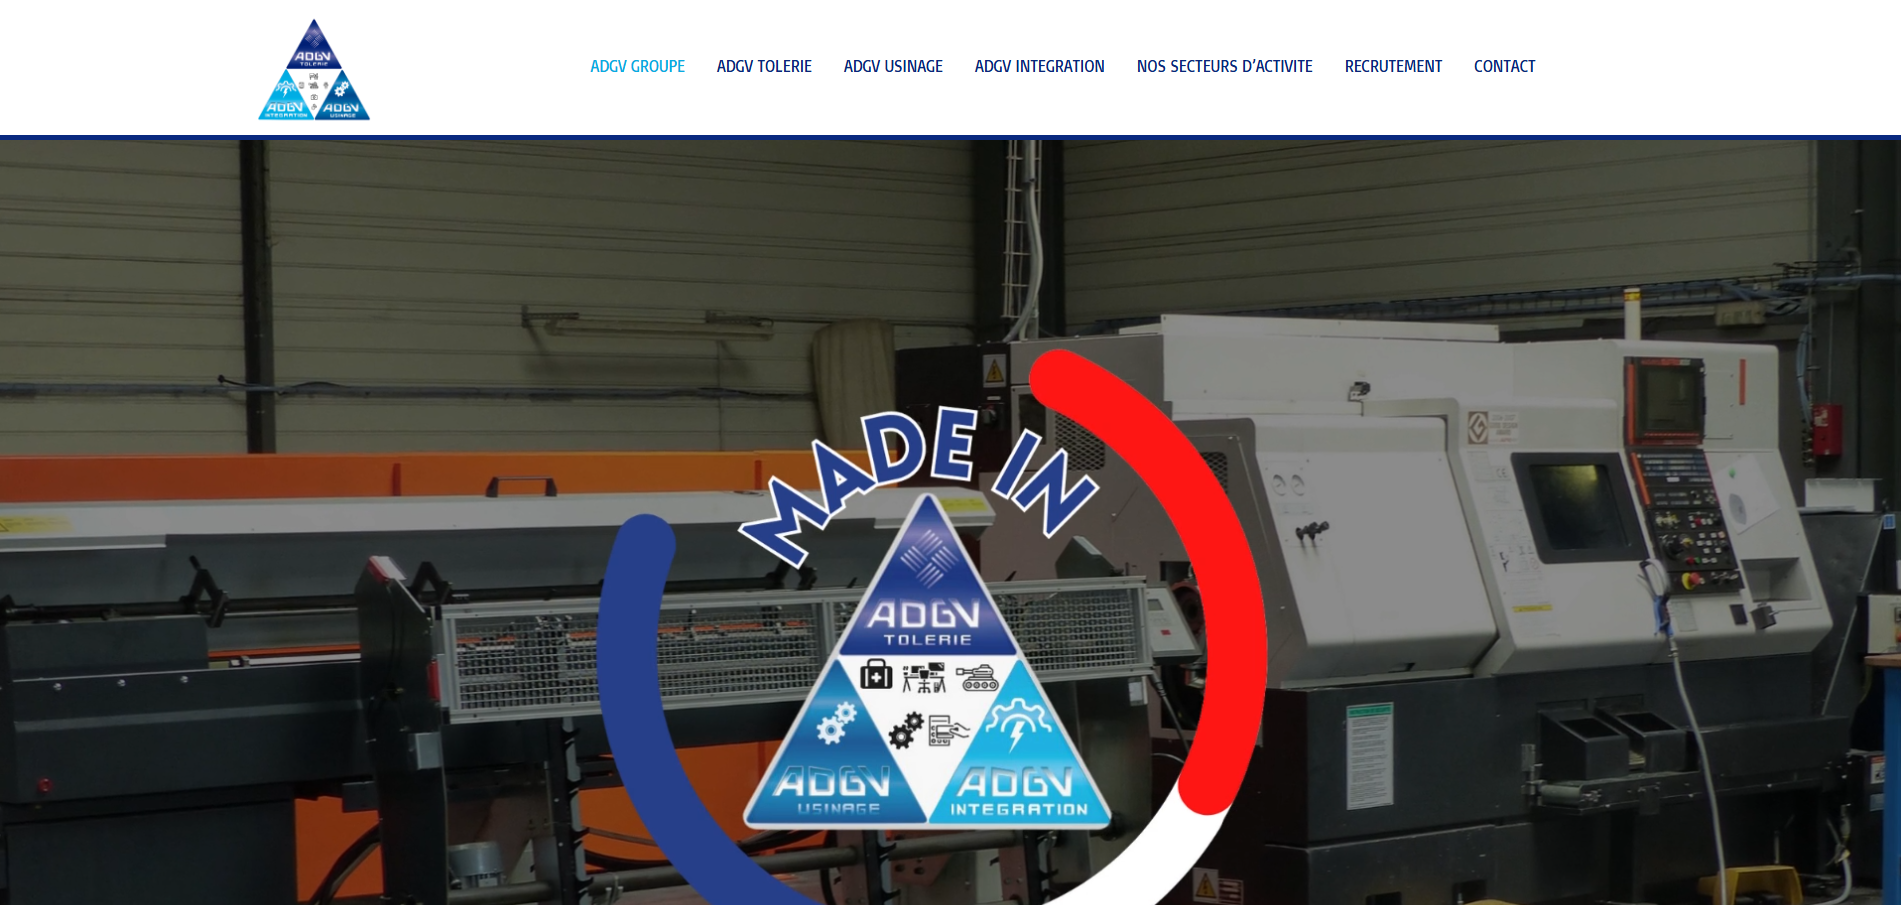 ADGV
TOLERIE
ADGV
INTEGRATION
ADGV
USINAGE
ADGV GROUPE
ADGV TOLERIE
ADGV USINAGE
ADGV INTEGRATION
NOS SECTEURS D’ACTIVITE
RECRUTEMENT
CONTACT
MADE IN
ADGV
TOLERIE
ADGV
USINAGE
ADGV
INTEGRATION